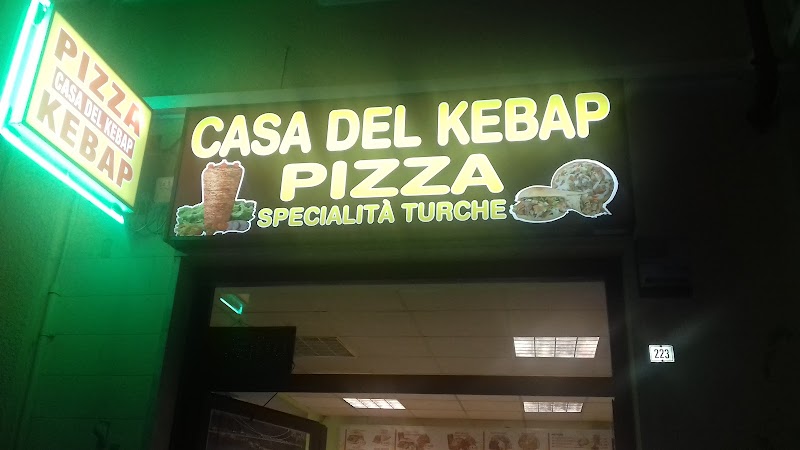 PIZZA
CASA DEL KEBAP
KEBAP
CASA DEL KEBAP
PIZZA
SPECIALITÀ TURCHE
223